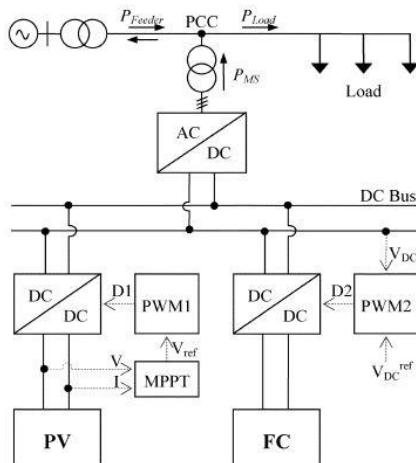 P_Feeder
PCC
P_Load
P_MS
Load
AC
DC
DC Bus
V_DC
DC
DC
D1
PWM1
DC
DC
D2
PWM2
V_ref
V
I
MPPT
V_DC^ref
PV
FC